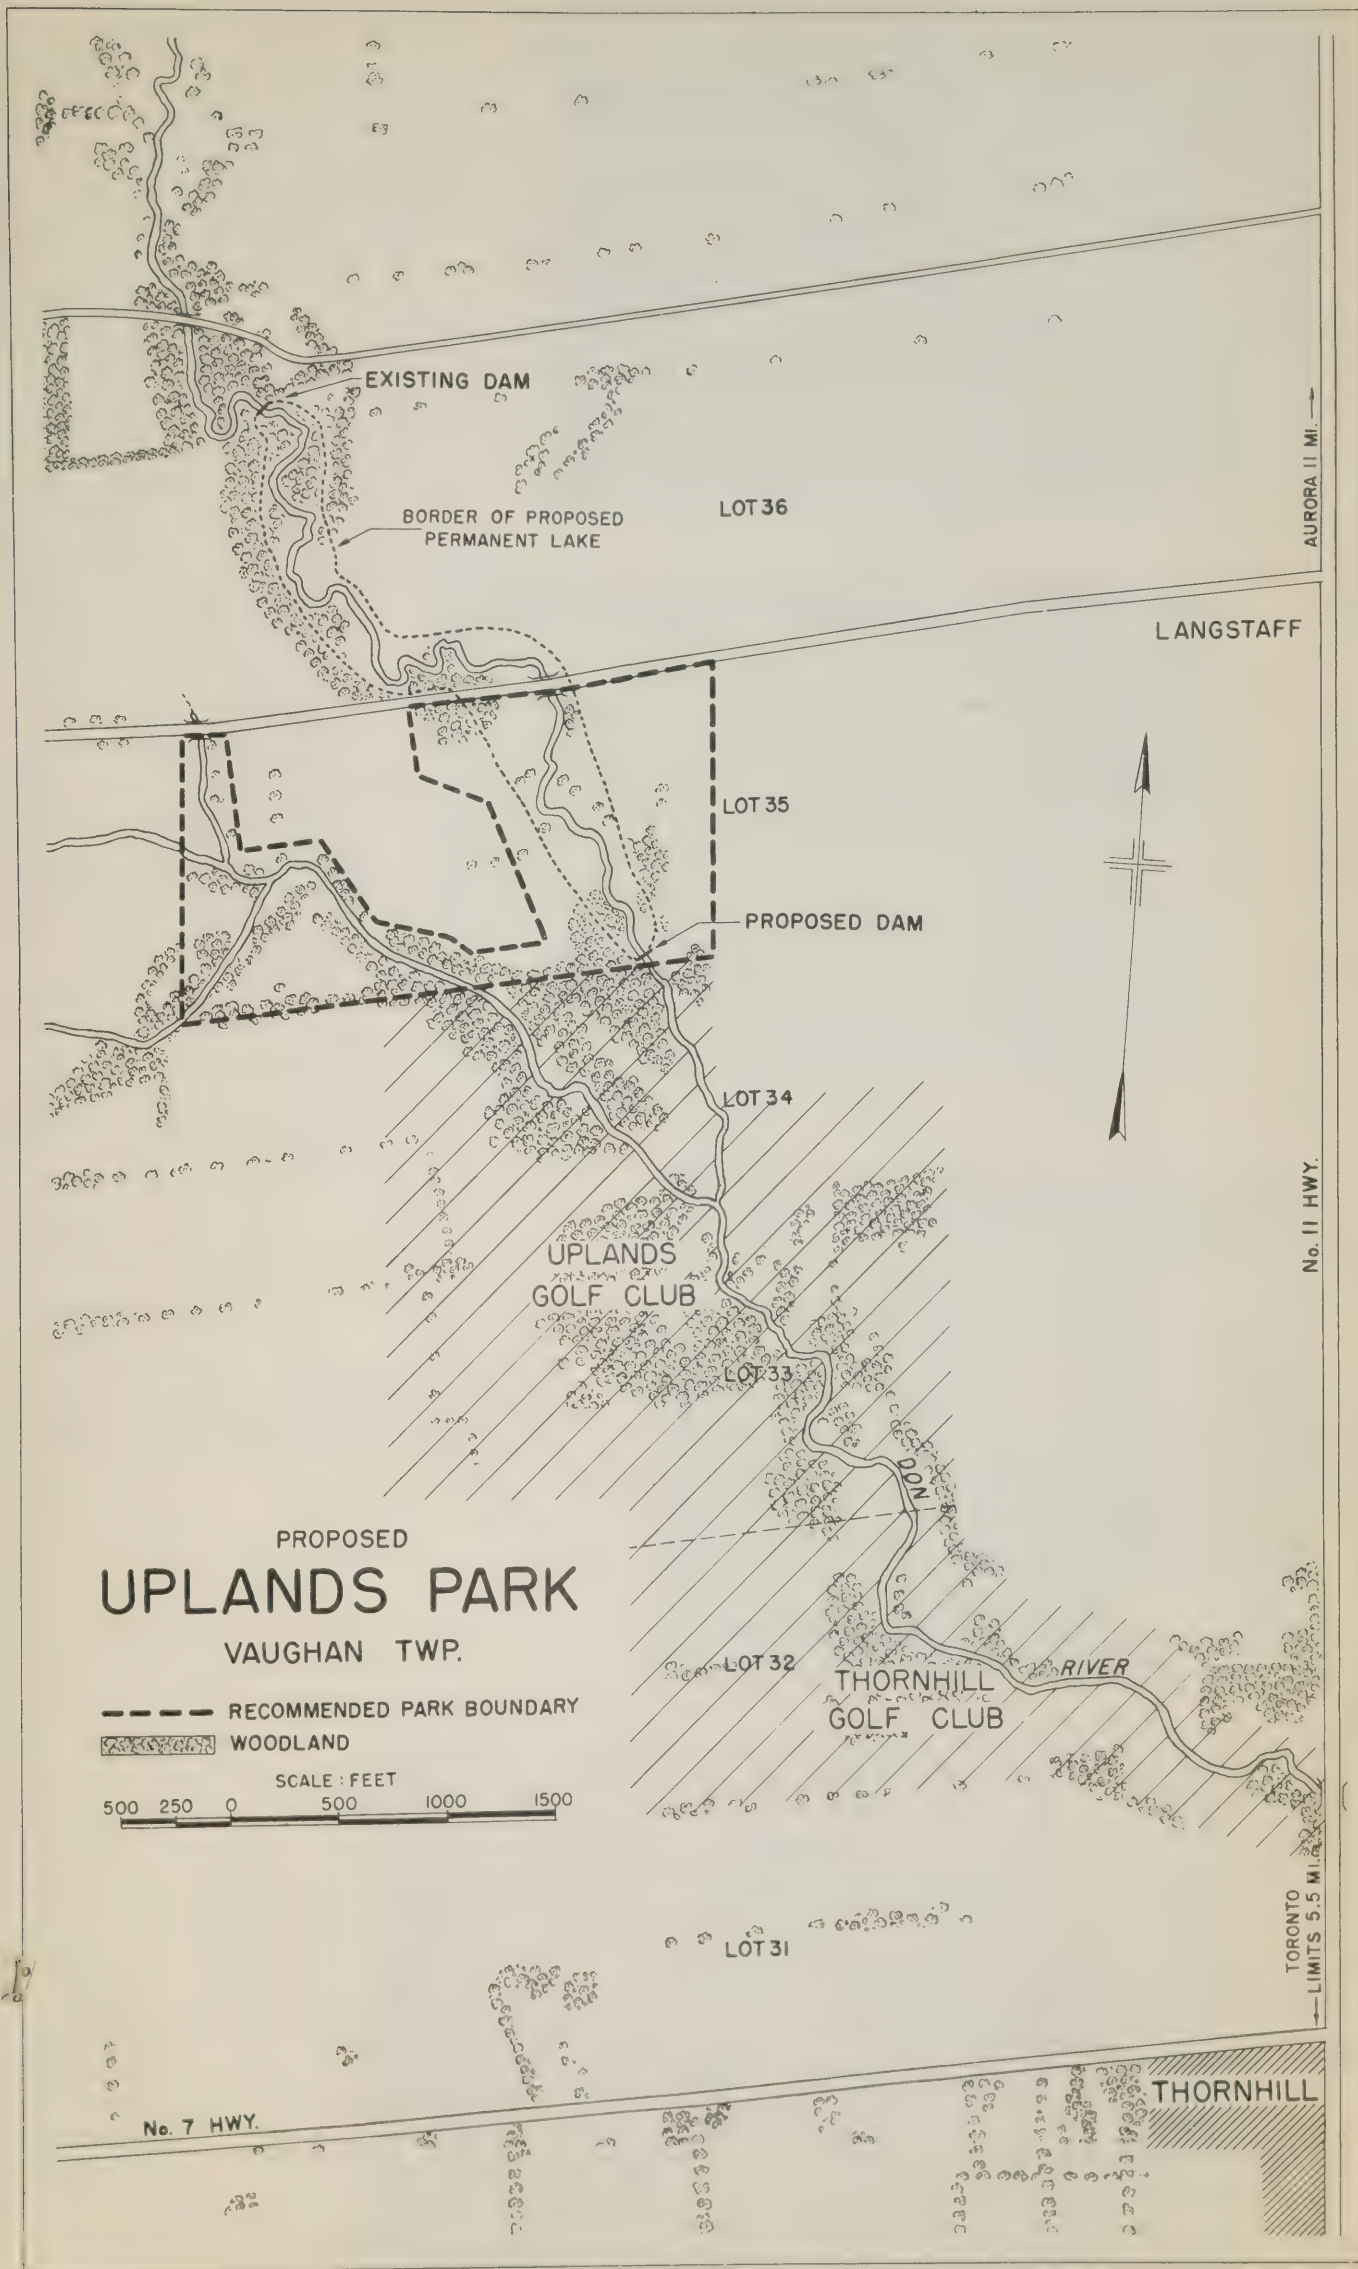 EXISTING DAM
BORDER OF PROPOSED
PERMANENT LAKE
LOT 36
AURORA 11 MI.
LANGSTAFF
LOT 35
PROPOSED DAM
LOT 34
No. 11 HWY.
UPLANDS
GOLF CLUB
LOT 33
DON
PROPOSED
UPLANDS PARK
VAUGHAN TWP.
RECOMMENDED PARK BOUNDARY
WOODLAND
SCALE : FEET
500 250 0 500 1000 1500
LOT 32
THORNHILL
GOLF CLUB
RIVER
LOT 31
TORONTO
LIMITS 5.5 MI.
No. 7 HWY.
THORNHILL